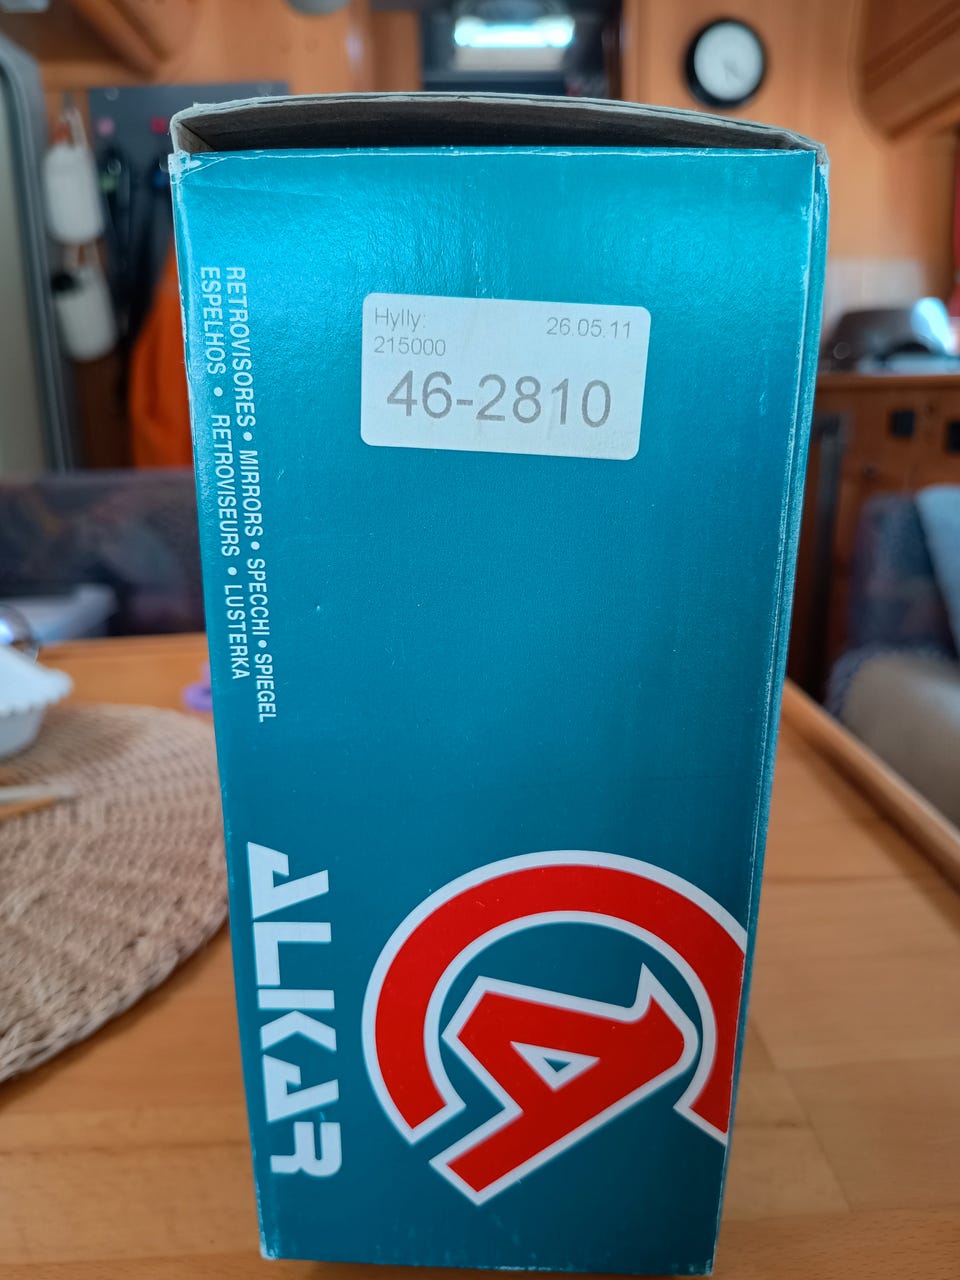 Hylly: 26.05.11
215000
46-2810
RETROVISORES • MIRRORS • SPECCHI • SPIEGEL
ESPELHOS • RETROVISEURS • LUSTERKA
ALKAR